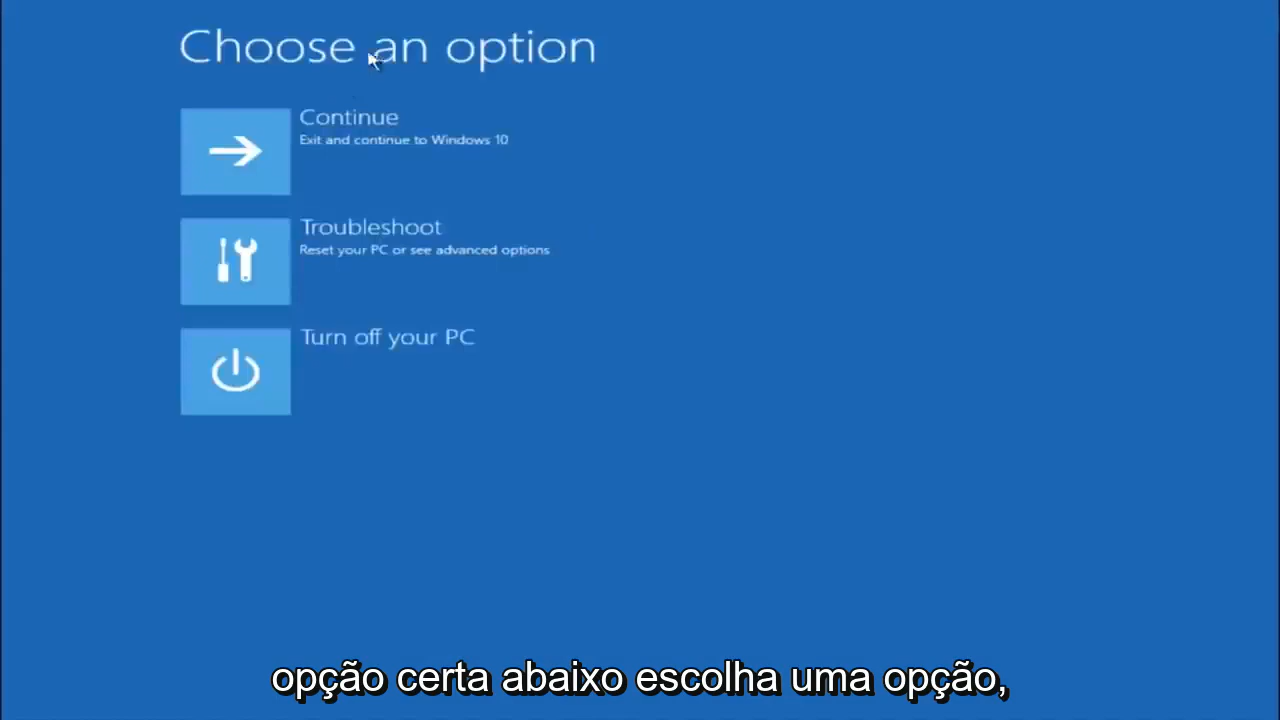 Choose an option
Continue
Exit and continue to Windows 10
Troubleshoot
Reset your PC or see advanced options
Turn off your PC
opção certa abaixo escolha uma opção,